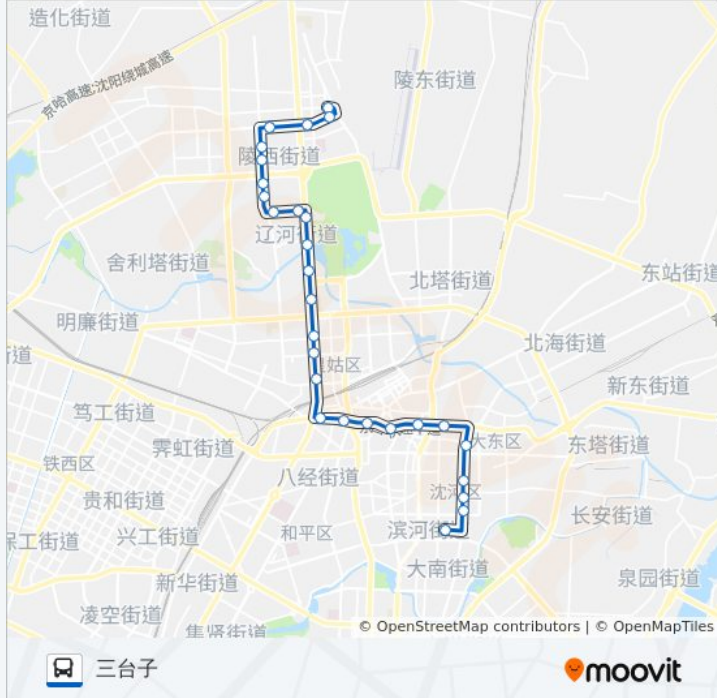 造化街道
京哈高速;沈阳绕城高速
陵东街道
陵西街道
辽河街道
舍利塔街道
北塔街道
东站街道
明廉街道
北海街道
街道
姑区
新东街道
笃工街道
霁虹街道
大东区
东塔街道
铁西区
八经街道
沈河区
贵和街道
长安街道
保工街道
兴工街道
和平区
滨河街
大南街道
新华街道
泉园街道
凌空街道
集贤街道
© OpenStreetMap contributors | © OpenMapTiles
三台子
moovit